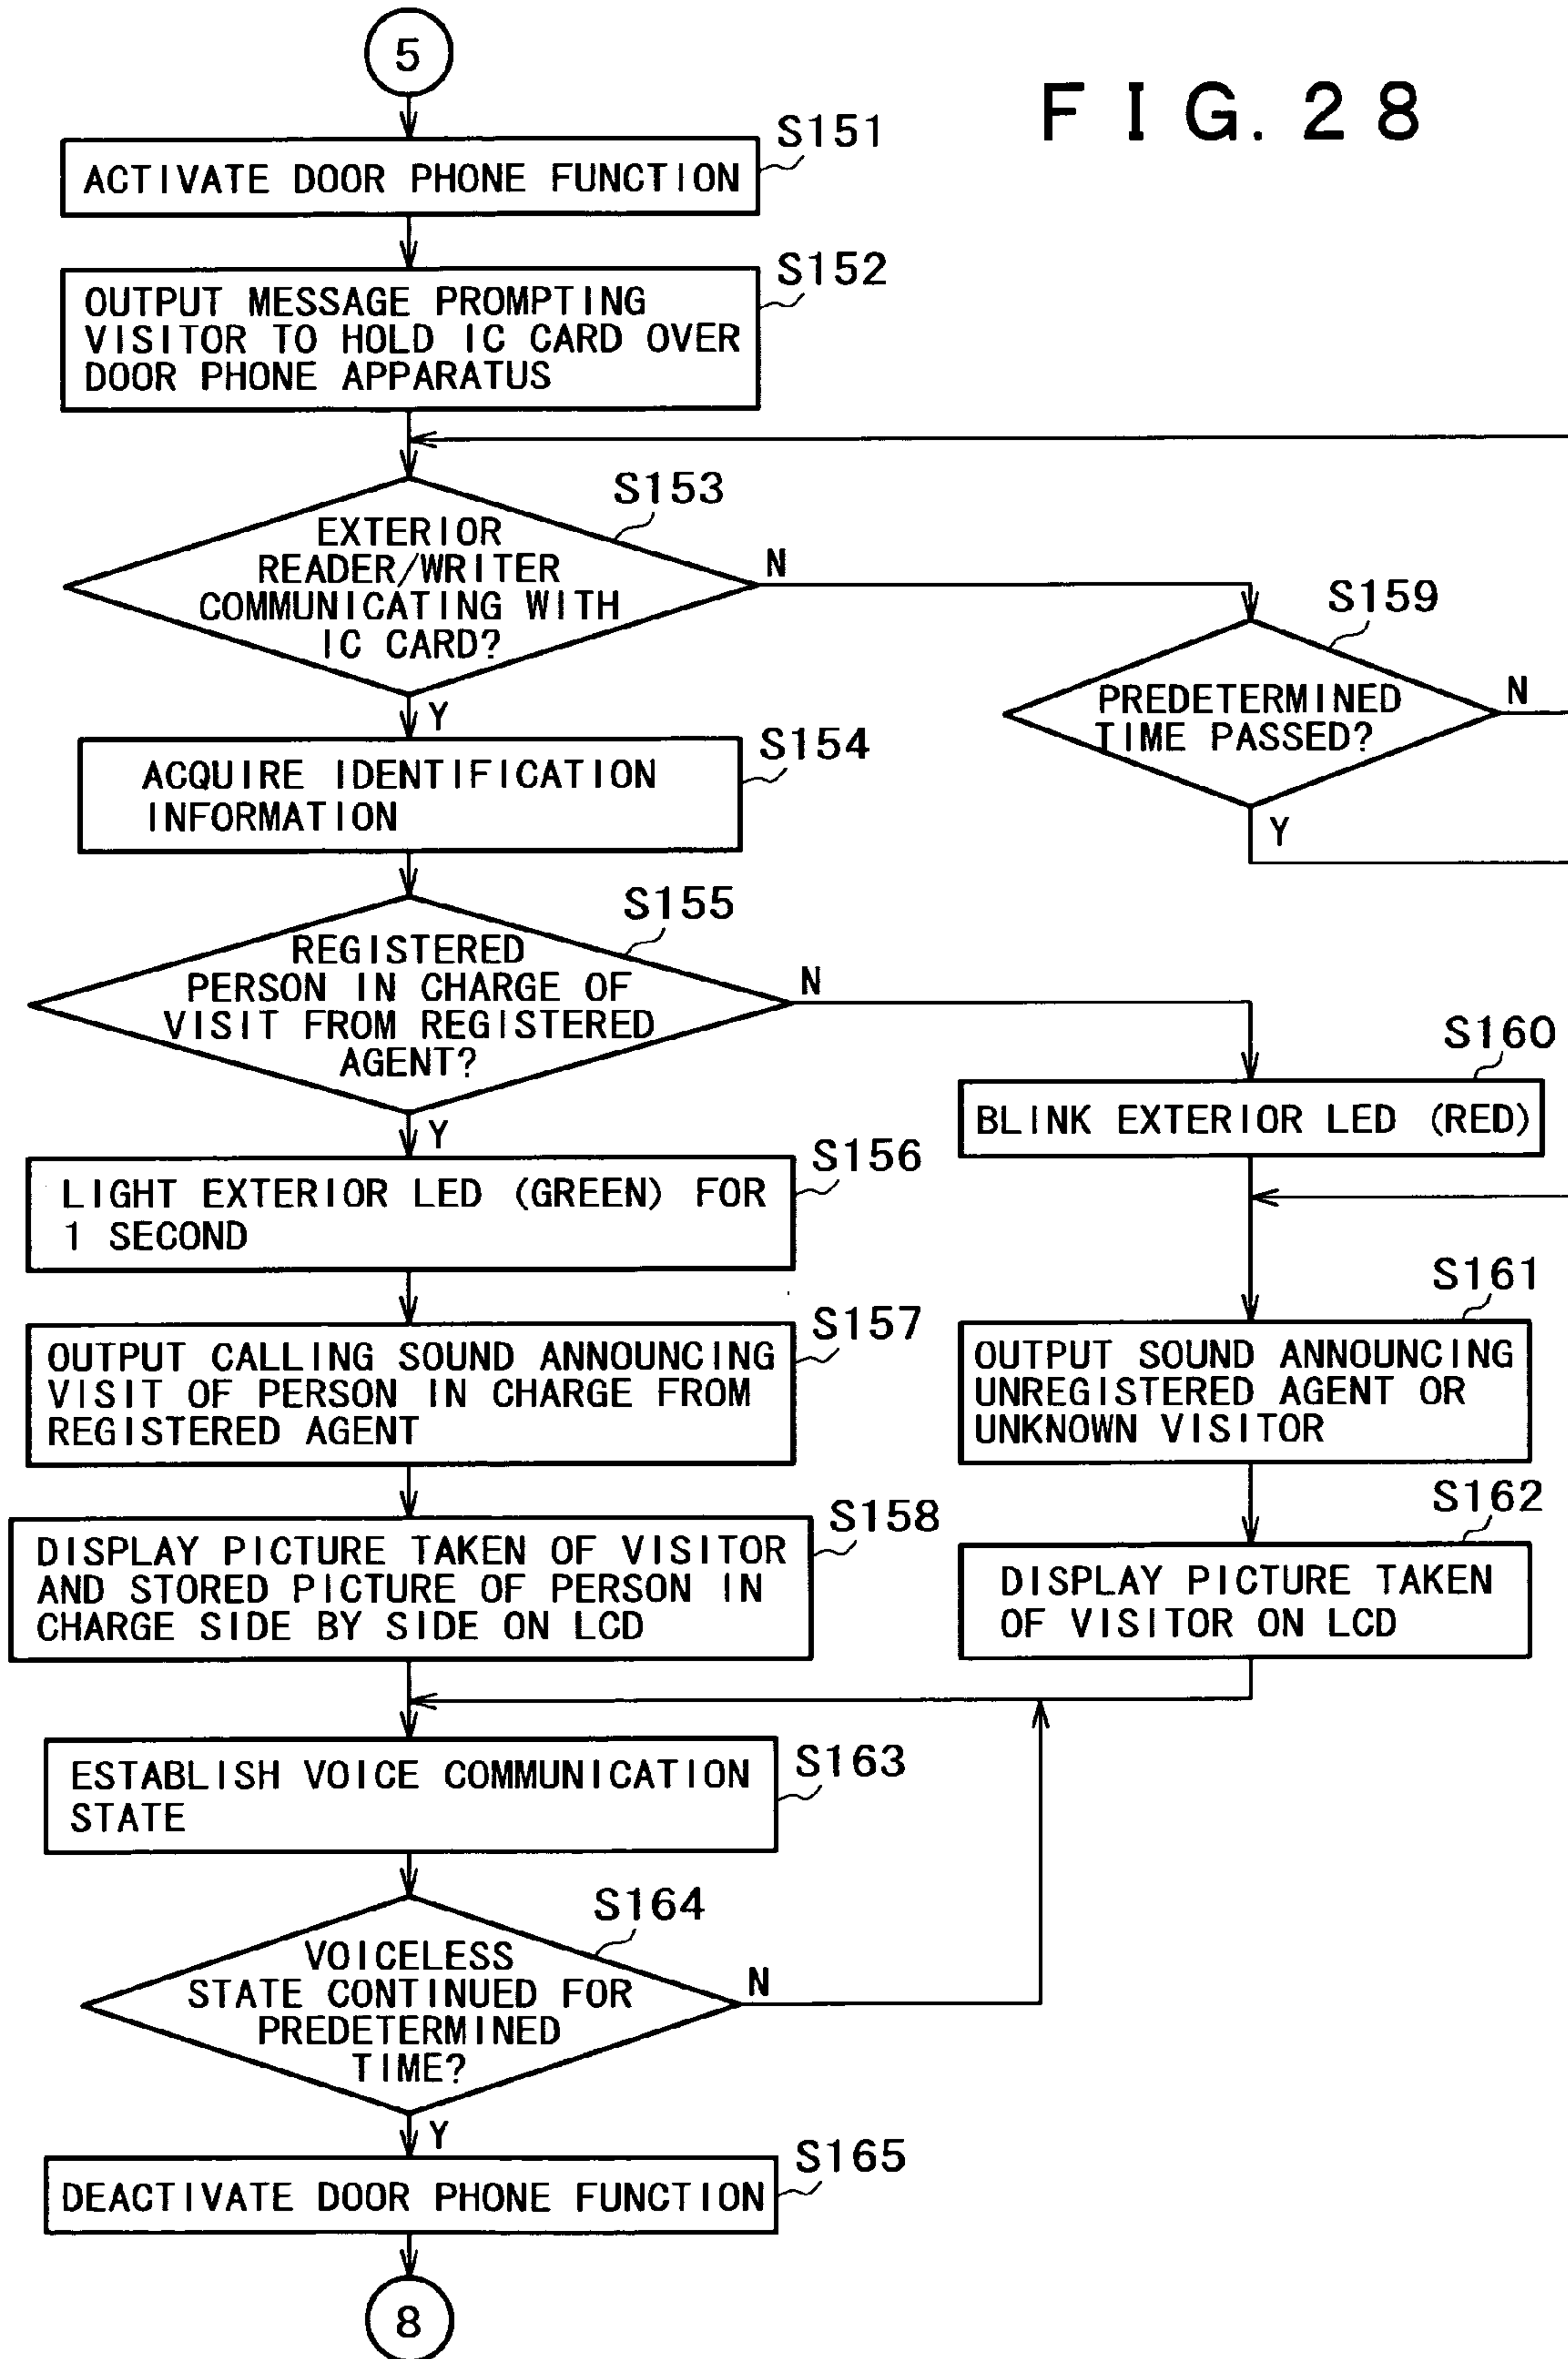 5
FIG. 28
S151
ACTIVATE DOOR PHONE FUNCTION
S152
OUTPUT MESSAGE PROMPTING
VISITOR TO HOLD IC CARD OVER
DOOR PHONE APPARATUS
S153
EXTERIOR
READER/WRITER
COMMUNICATING WITH
IC CARD?
N
Y
S159
PREDETERMINED
TIME PASSED?
N
Y
S154
ACQUIRE IDENTIFICATION
INFORMATION
S155
REGISTERED
PERSON IN CHARGE OF
VISIT FROM REGISTERED
AGENT?
N
Y
S160
BLINK EXTERIOR LED (RED)
S156
LIGHT EXTERIOR LED (GREEN) FOR
1 SECOND
S157
OUTPUT CALLING SOUND ANNOUNCING
VISIT OF PERSON IN CHARGE FROM
REGISTERED AGENT
S161
OUTPUT SOUND ANNOUNCING
UNREGISTERED AGENT OR
UNKNOWN VISITOR
S158
DISPLAY PICTURE TAKEN OF VISITOR
AND STORED PICTURE OF PERSON IN
CHARGE SIDE BY SIDE ON LCD
S162
DISPLAY PICTURE TAKEN
OF VISITOR ON LCD
S163
ESTABLISH VOICE COMMUNICATION
STATE
S164
VOICELESS
STATE CONTINUED FOR
PREDETERMINED
TIME?
N
Y
S165
DEACTIVATE DOOR PHONE FUNCTION
8